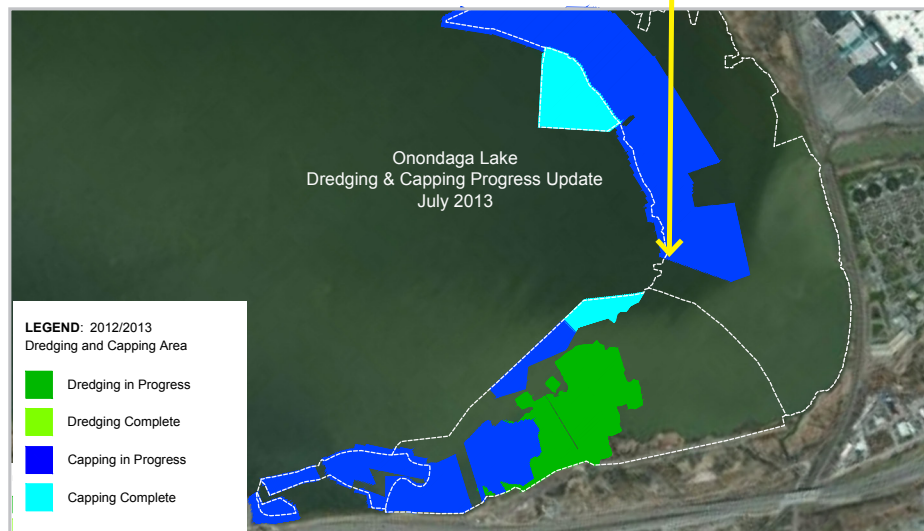 Onondaga Lake
Dredging & Capping Progress Update
July 2013
LEGEND: 2012/2013
Dredging and Capping Area
Dredging in Progress
Dredging Complete
Capping in Progress
Capping Complete